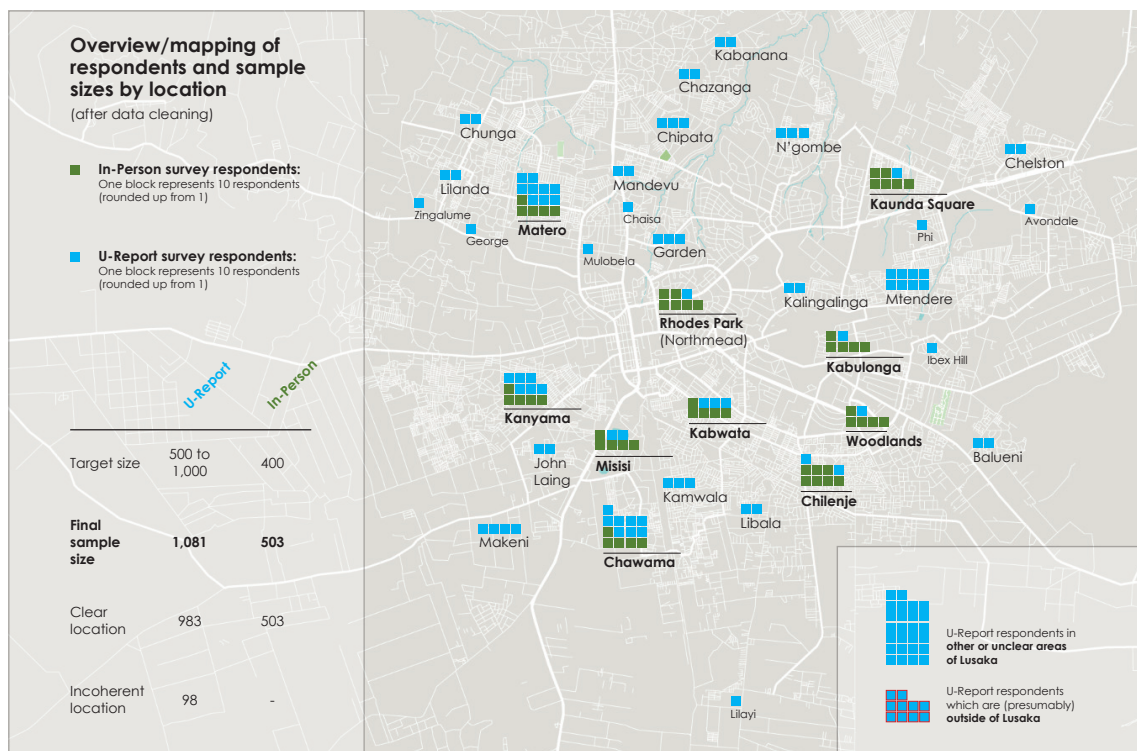 Overview/mapping of
respondents and sample
sizes by location
(after data cleaning)
In-Person survey respondents:
One block represents 10 respondents
(rounded up from 1)
U-Report survey respondents:
One block represents 10 respondents
(rounded up from 1)
U-Report
In-Person
Target size
500 to
1,000
400
Final
sample
size
1,081
503
Clear
location
983
503
Incoherent
location
98
-
Kabanana
Chazanga
Chunga
Chipata
N'gombe
Chelston
Lilanda
Mandevu
Kaunda Square
Zingalume
Matero
Chaisa
Avondale
George
Phi
Mulobela
Garden
Kalingalinga
Mtendere
Rhodes Park
(Northmead)
Kabulonga
Ibex Hill
Kanyama
Kabwata
Woodlands
John
Laing
Misisi
Balueni
Kamwala
Chilenje
Makeni
Chawama
Libala
Lilayi
U-Report respondents in
other or unclear areas
of Lusaka
U-Report respondents
which are (presumably)
outside of Lusaka